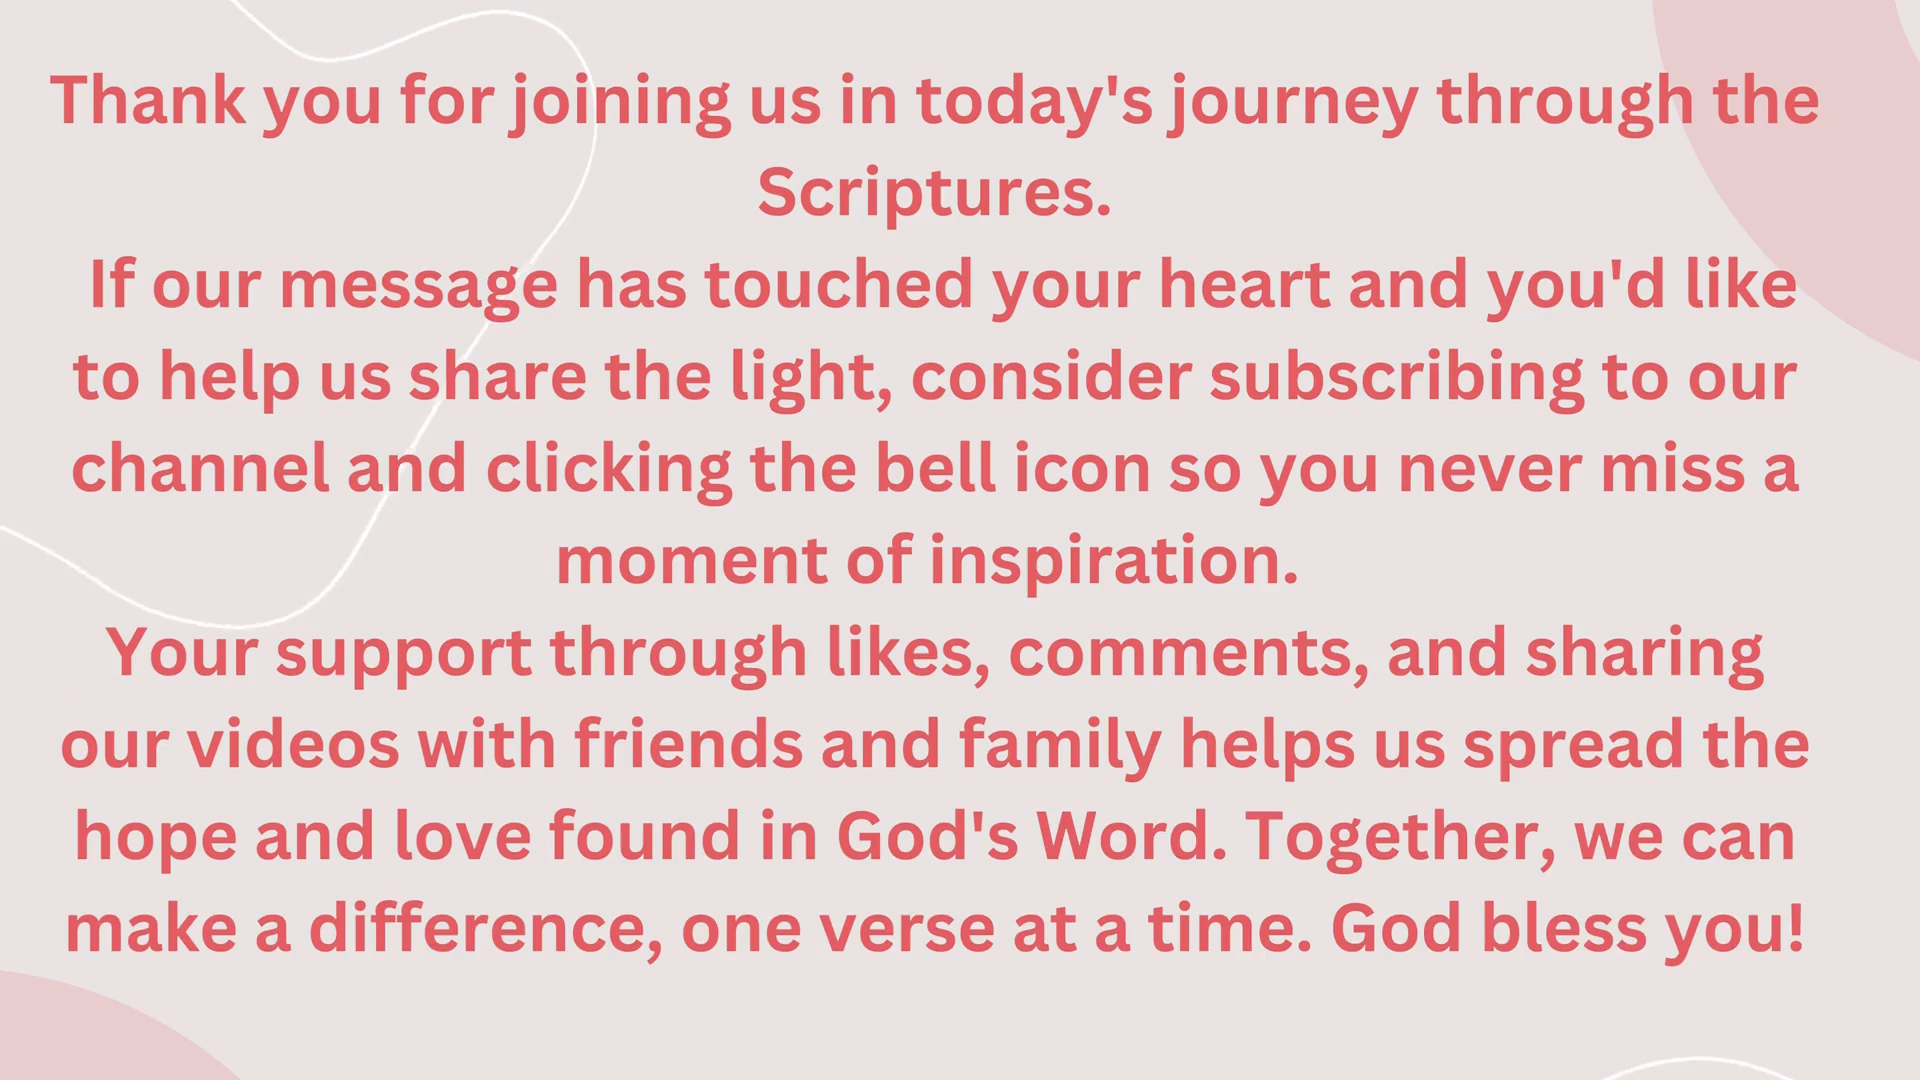 Thank you for joining us in today's journey through the
Scriptures.
If our message has touched your heart and you'd like
to help us share the light, consider subscribing to our
channel and clicking the bell icon so you never miss a
moment of inspiration.
Your support through likes, comments, and sharing
our videos with friends and family helps us spread the
hope and love found in God's Word. Together, we can
make a difference, one verse at a time. God bless you!